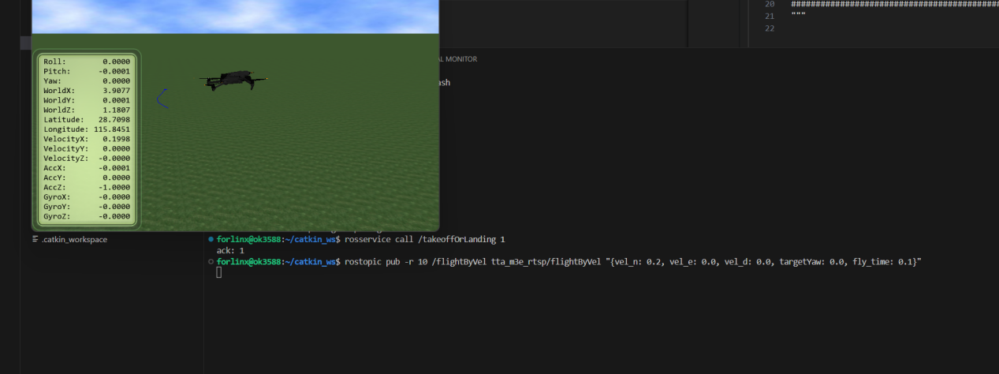 20 ##########################################
21 """
22
AL MONITOR
ash
Roll: 0.0000
Pitch: -0.0001
Yaw: 0.0000
WorldX: 3.9077
WorldY: 0.0001
WorldZ: 1.1807
Latitude: 28.7098
Longitude: 115.8451
VelocityX: 0.1998
VelocityY: 0.0000
VelocityZ: -0.0000
AccX: -0.0001
AccY: 0.0000
AccZ: -1.0000
GyroX: -0.0000
GyroY: -0.0000
GyroZ: -0.0000
.catkin_workspace
forlinx@ok3588:~/catkin_ws$ rosservice call /takeoffOrLanding 1
ack: 1
forlinx@ok3588:~/catkin_ws$ rostopic pub -r 10 /flightByVel tta_m3e_rtsp/flightByVel "{vel_n: 0.2, vel_e: 0.0, vel_d: 0.0, targetYaw: 0.0, fly_time: 0.1}"